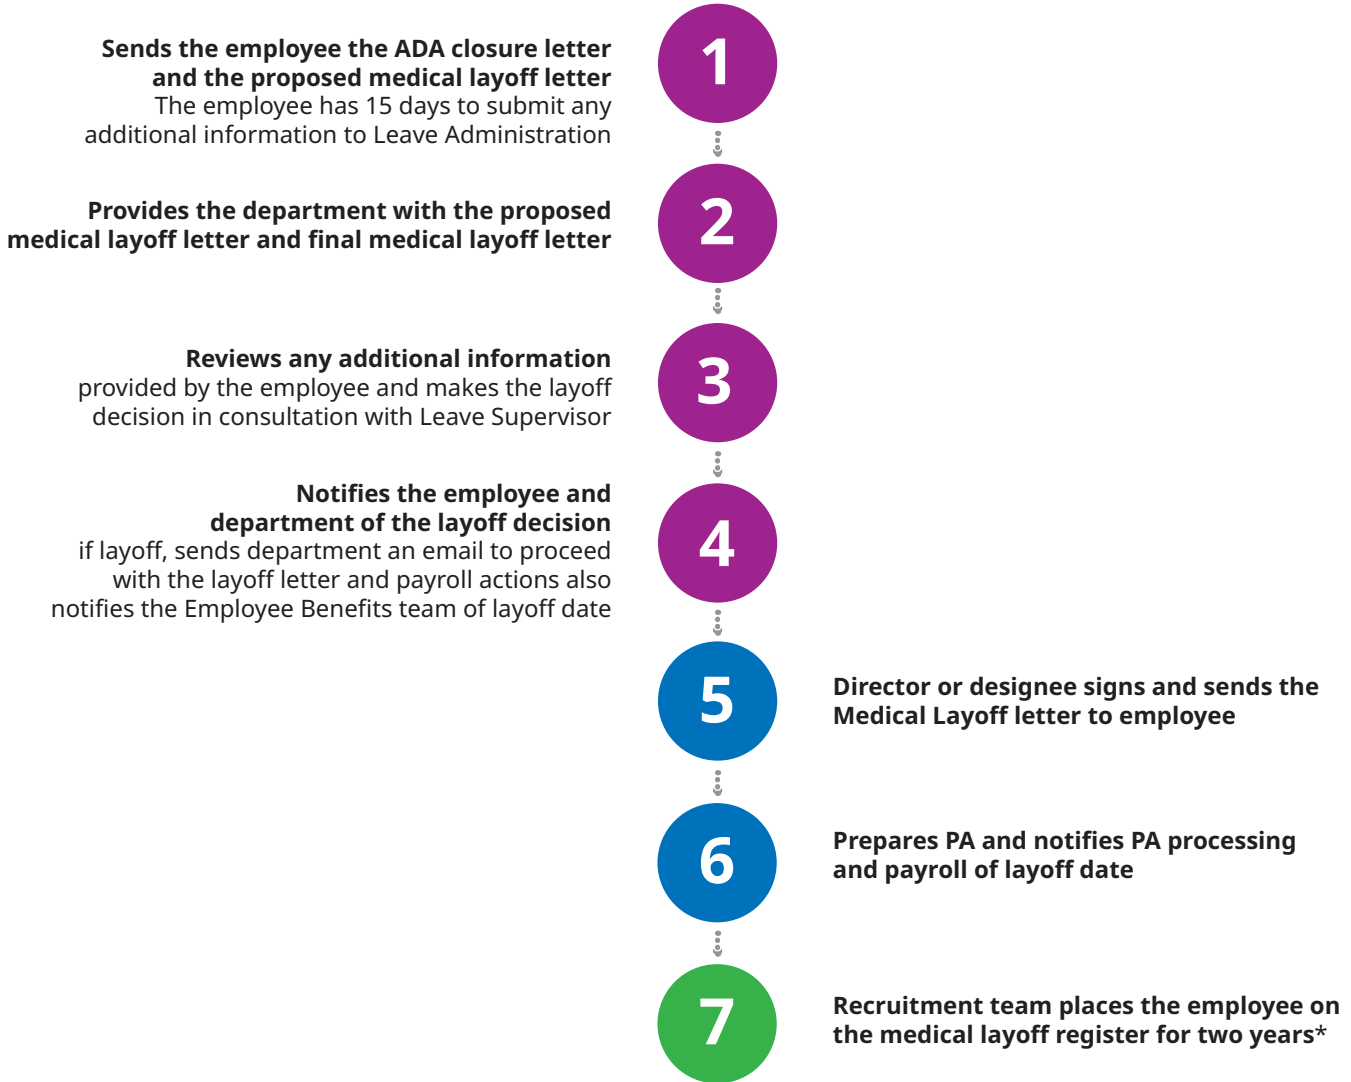 1
Sends the employee the ADA closure letter
and the proposed medical layoff letter
The employee has 15 days to submit any
additional information to Leave Administration
2
Provides the department with the proposed
medical layoff letter and final medical layoff letter
3
Reviews any additional information
provided by the employee and makes the layoff
decision in consultation with Leave Supervisor
4
Notifies the employee and
department of the layoff decision
if layoff, sends department an email to proceed
with the layoff letter and payroll actions also
notifies the Employee Benefits team of layoff date
5
Director or designee signs and sends the
Medical Layoff letter to employee
6
Prepares PA and notifies PA processing
and payroll of layoff date
7
Recruitment team places the employee on
the medical layoff register for two years*